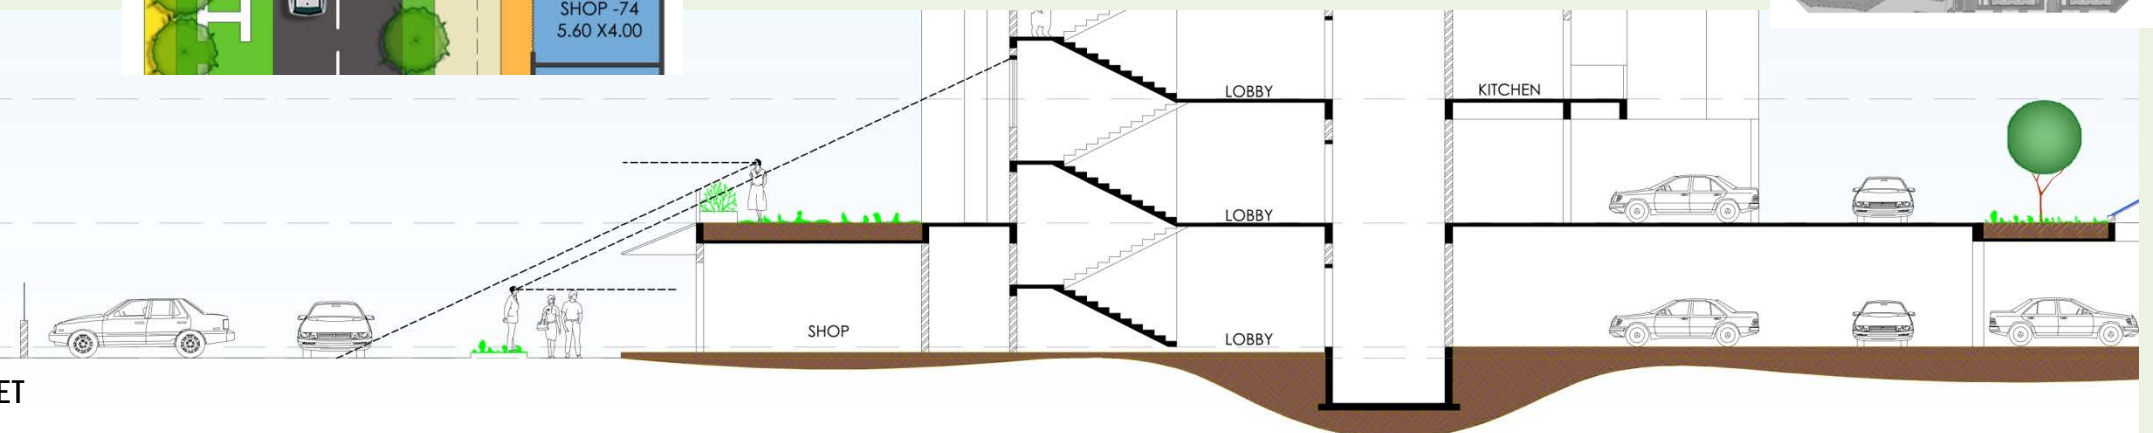 SHOP -74
5.60 X4.00
LOBBY
KITCHEN
LOBBY
SHOP
LOBBY
ET